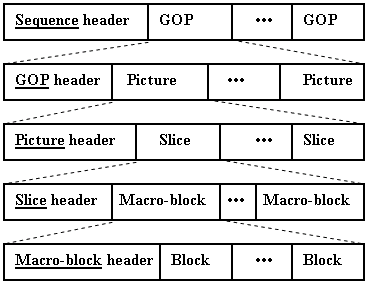 Sequence header GOP ••• GOP
GOP header Picture ••• Picture
Picture header Slice ••• Slice
Slice header Macro-block ••• Macro-block
Macro-block header Block ••• Block